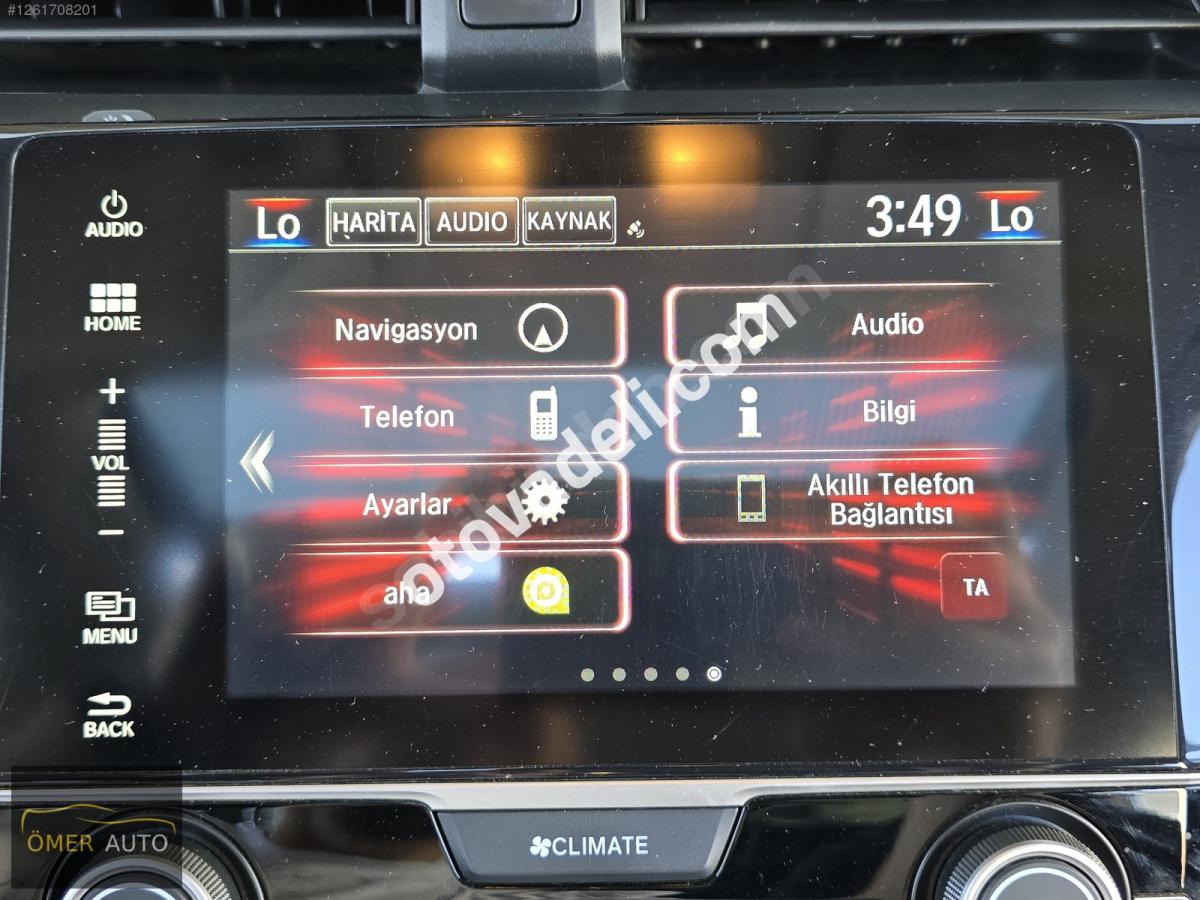 #1261708201
AUDIO
HOME
+
VOL
−
MENU
BACK
Lo HARİTA AUDIO KAYNAK 3:49 Lo
Navigasyon Audio
Telefon Bilgi
Ayarlar Akıllı Telefon
Bağlantısı
aha TA
CLIMATE
ÖMER AUTO